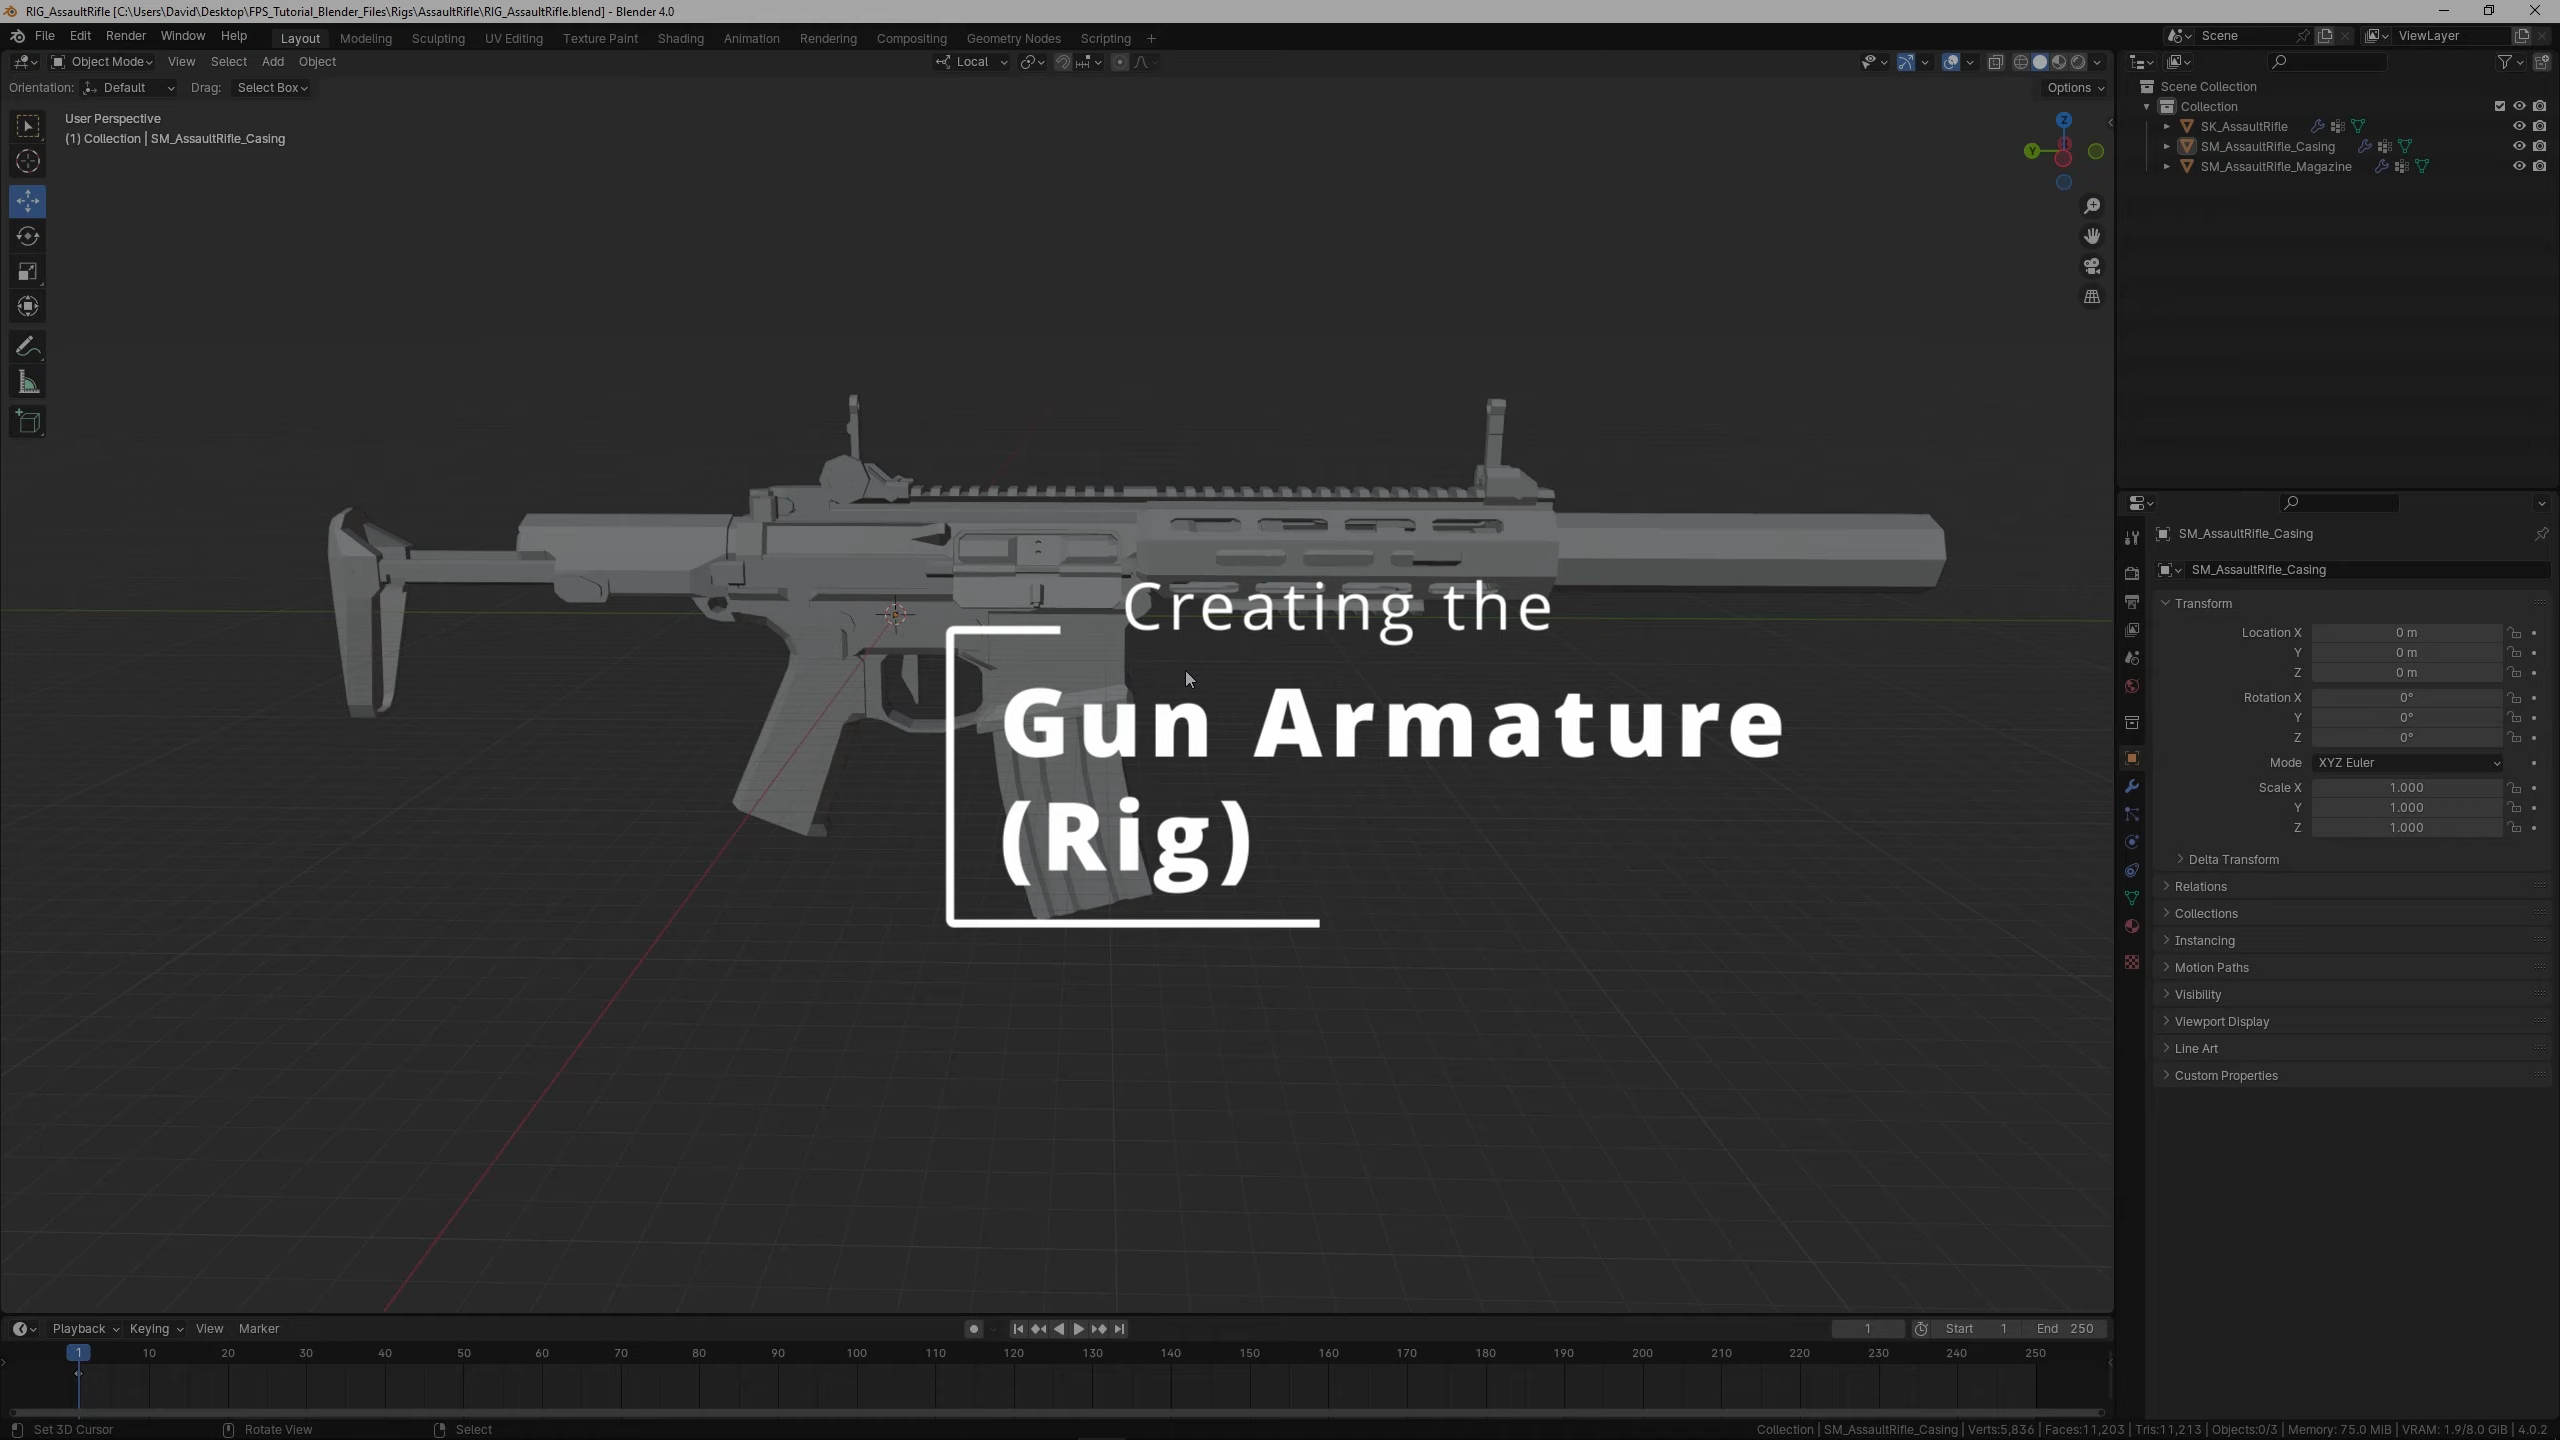 RIG_AssaultRifle [C:\Users\David\Desktop\FPS_Tutorial_Blender_Files\Rigs\AssaultRifle\RIG_AssaultRifle.blend] - Blender 4.0
File Edit Render Window Help Layout Modeling Sculpting UV Editing Texture Paint Shading Animation Rendering Compositing Geometry Nodes Scripting + Scene ViewLayer
Object Mode View Select Add Object Local
Orientation: Default Drag: Select Box Options
User Perspective
(1) Collection | SM_AssaultRifle_Casing
Z
Y
Creating the
Gun Armature
(Rig)
Scene Collection
Collection
SK_AssaultRifle
SM_AssaultRifle_Casing
SM_AssaultRifle_Magazine
SM_AssaultRifle_Casing
SM_AssaultRifle_Casing
Transform
Location X 0 m
Y 0 m
Z 0 m
Rotation X 0°
Y 0°
Z 0°
Mode XYZ Euler
Scale X 1.000
Y 1.000
Z 1.000
Delta Transform
Relations
Collections
Instancing
Motion Paths
Visibility
Viewport Display
Line Art
Custom Properties
Playback Keying View Marker 1 Start 1 End 250
1 10 20 30 40 50 60 70 80 90 100 110 120 130 140 150 160 170 180 190 200 210 220 230 240 250
Set 3D Cursor Rotate View Select Collection | SM_AssaultRifle_Casing | Verts:5,836 | Faces:11,203 | Tris:11,213 | Objects:0/3 | Memory: 75.0 MiB | VRAM: 1.9/8.0 GiB | 4.0.2